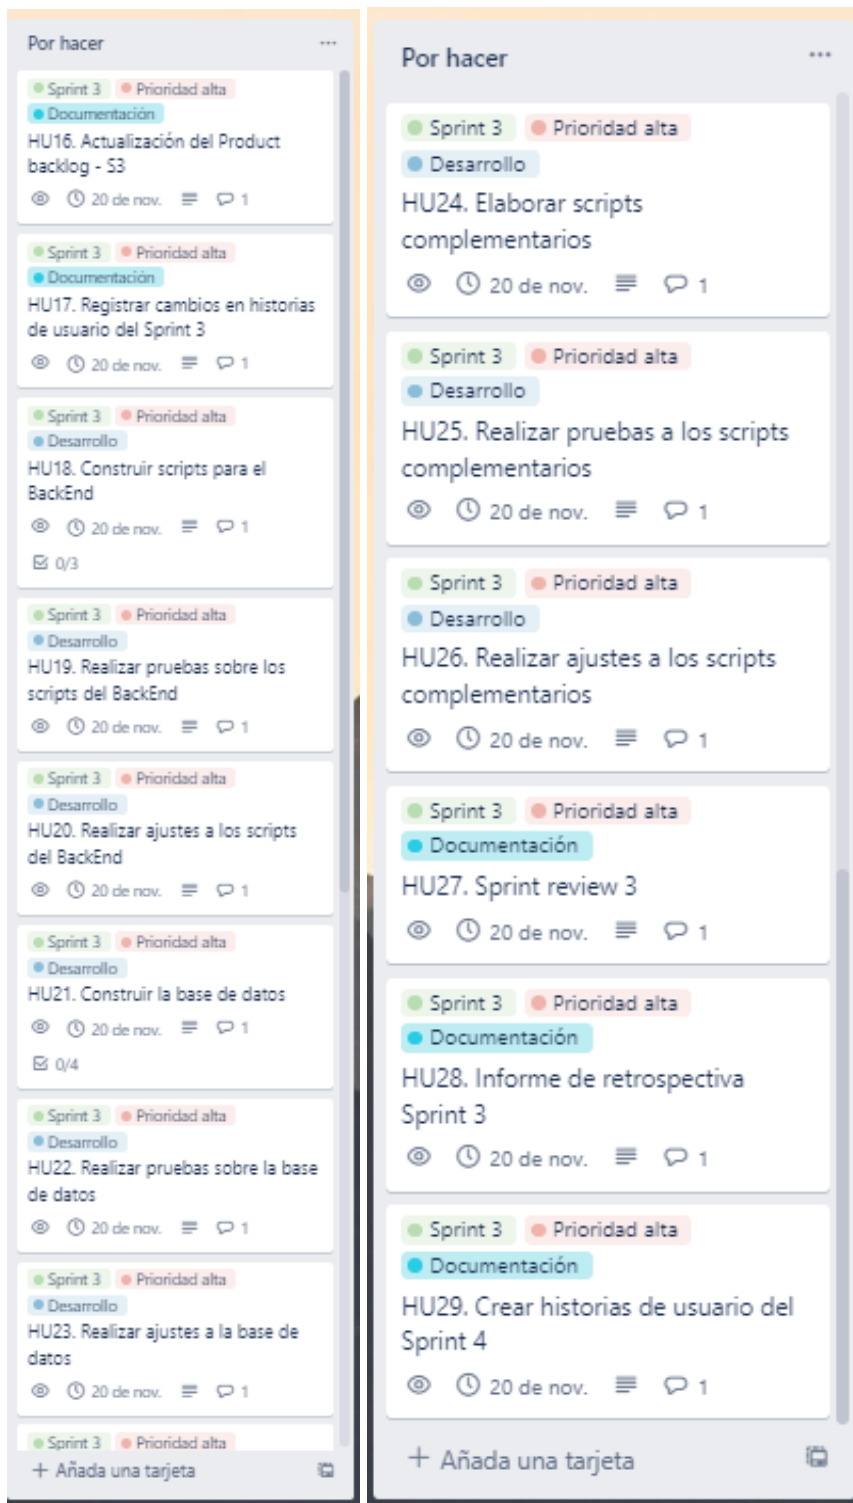 Por hacer
Sprint 3 Prioridad alta
Documentación
HU16. Actualización del Product
backlog - S3
20 de nov. 1
Sprint 3 Prioridad alta
Documentación
HU17. Registrar cambios en historias
de usuario del Sprint 3
20 de nov. 1
Sprint 3 Prioridad alta
Desarrollo
HU18. Construir scripts para el
BackEnd
20 de nov. 1
0/3
Sprint 3 Prioridad alta
Desarrollo
HU19. Realizar pruebas sobre los
scripts del BackEnd
20 de nov. 1
Sprint 3 Prioridad alta
Desarrollo
HU20. Realizar ajustes a los scripts
del BackEnd
20 de nov. 1
Sprint 3 Prioridad alta
Desarrollo
HU21. Construir la base de datos
20 de nov. 1
0/4
Sprint 3 Prioridad alta
Desarrollo
HU22. Realizar pruebas sobre la base
de datos
20 de nov. 1
Sprint 3 Prioridad alta
Desarrollo
HU23. Realizar ajustes a la base de
datos
20 de nov. 1
Sprint 3 Prioridad alta
+ Añada una tarjeta
Por hacer
Sprint 3 Prioridad alta
Desarrollo
HU24. Elaborar scripts
complementarios
20 de nov. 1
Sprint 3 Prioridad alta
Desarrollo
HU25. Realizar pruebas a los scripts
complementarios
20 de nov. 1
Sprint 3 Prioridad alta
Desarrollo
HU26. Realizar ajustes a los scripts
complementarios
20 de nov. 1
Sprint 3 Prioridad alta
Documentación
HU27. Sprint review 3
20 de nov. 1
Sprint 3 Prioridad alta
Documentación
HU28. Informe de retrospectiva
Sprint 3
20 de nov. 1
Sprint 3 Prioridad alta
Documentación
HU29. Crear historias de usuario del
Sprint 4
20 de nov. 1
+ Añada una tarjeta